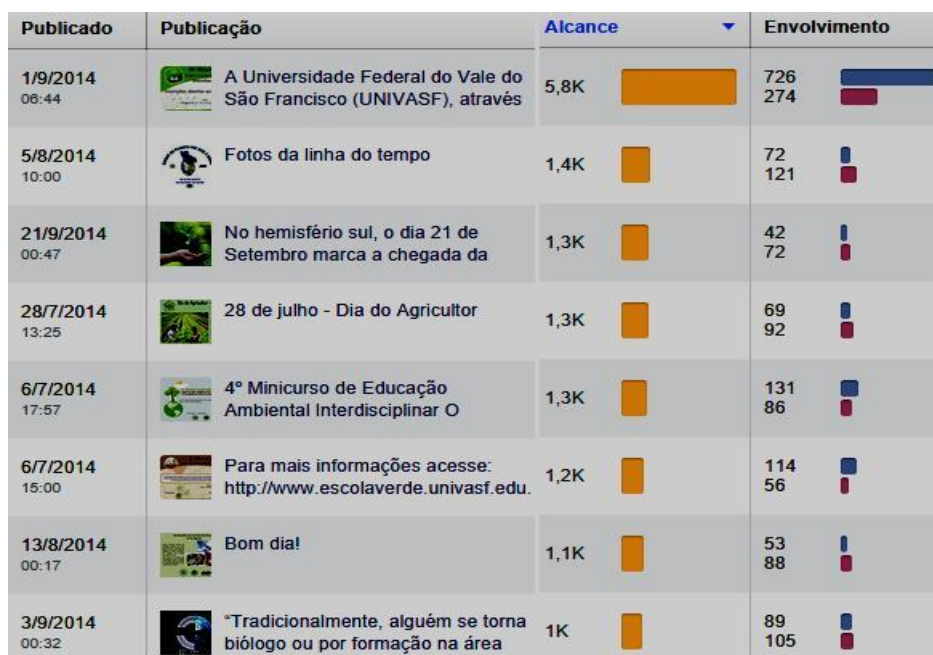 Publicado Publicação Alcance Envolvimento
1/9/2014
06:44
A Universidade Federal do Vale do
São Francisco (UNIVASF), através
5,8K
726
274
5/8/2014
10:00
Fotos da linha do tempo
1,4K
72
121
21/9/2014
00:47
No hemisfério sul, o dia 21 de
Setembro marca a chegada da
1,3K
42
72
28/7/2014
13:25
28 de julho - Dia do Agricultor
1,3K
69
92
6/7/2014
17:57
4º Minicurso de Educação
Ambiental Interdisciplinar O
1,3K
131
86
6/7/2014
15:00
Para mais informações acesse:
http://www.escolaverde.univasf.edu.
1,2K
114
56
13/8/2014
00:17
Bom dia!
1,1K
53
88
3/9/2014
00:32
“Tradicionalmente, alguém se torna
biólogo ou por formação na área
1K
89
105